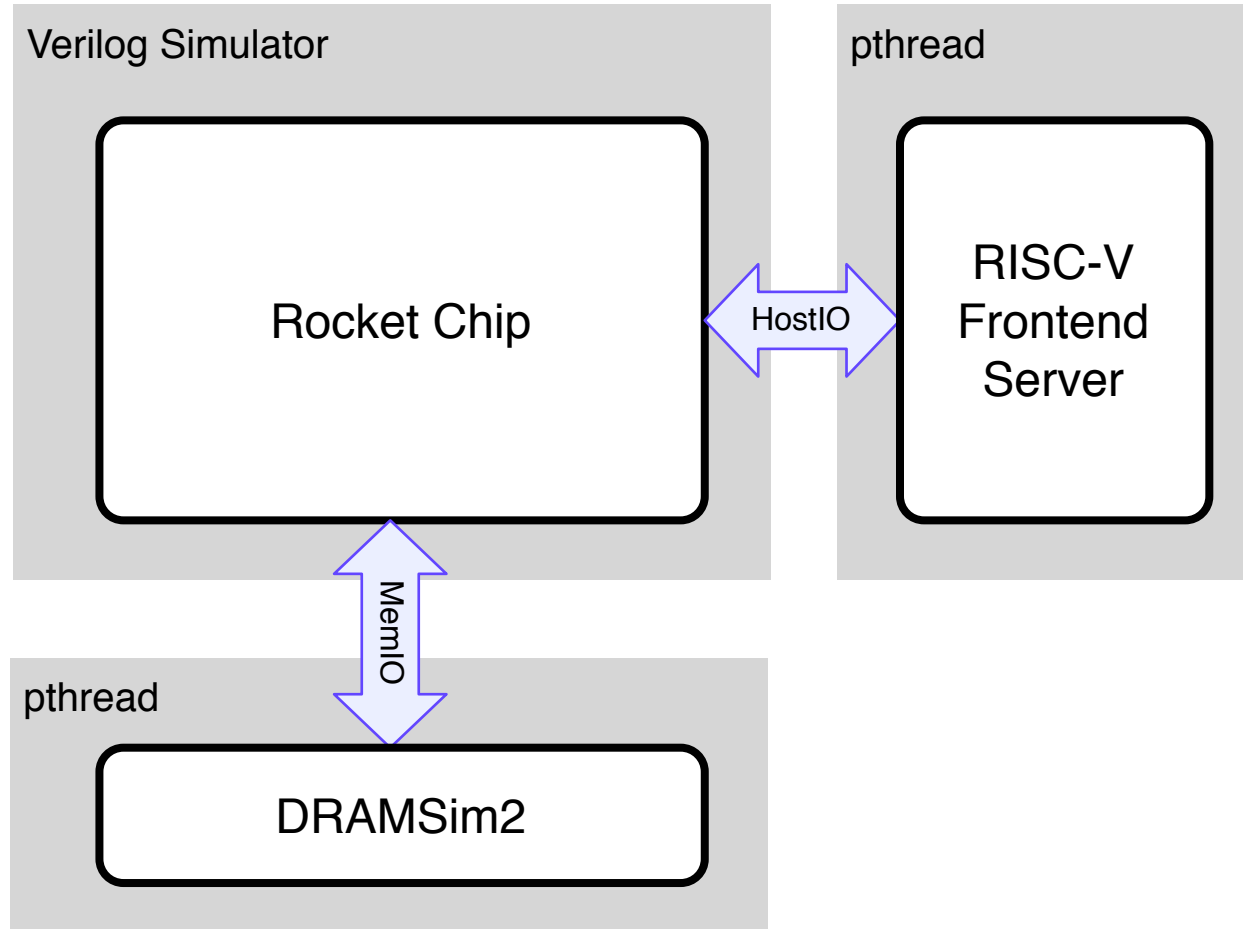 Verilog Simulator
pthread
Rocket Chip
HostIO
RISC-V
Frontend
Server
MemIO
pthread
DRAMSim2